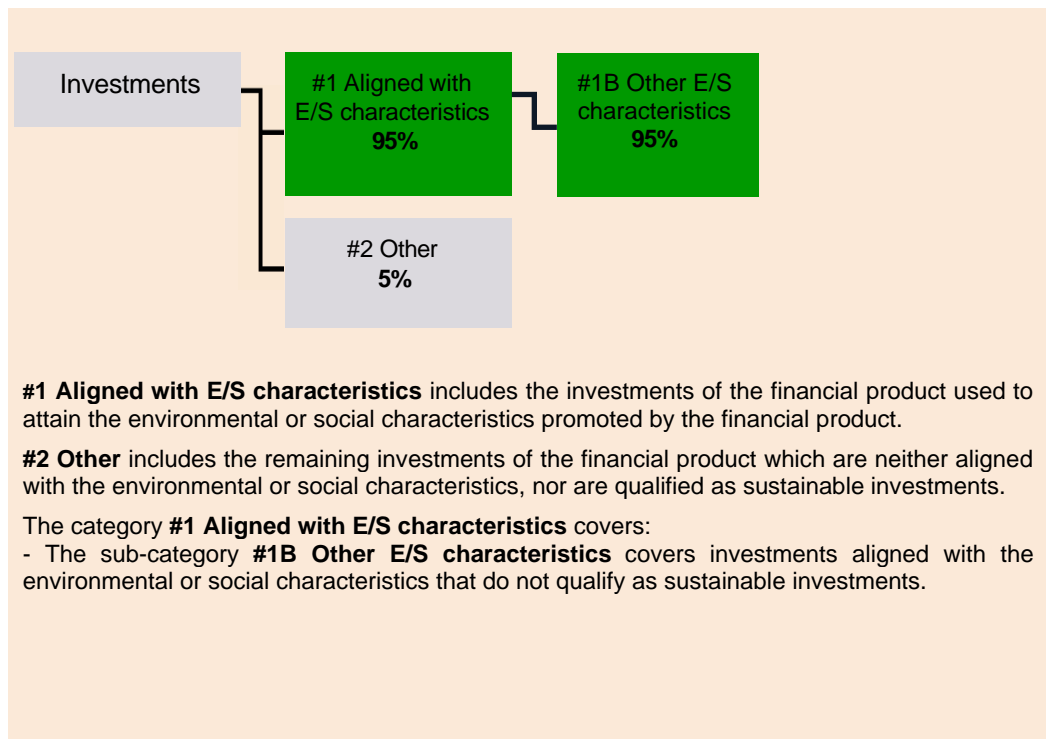 Investments
#1 Aligned with
E/S characteristics
95%
#1B Other E/S
characteristics
95%
#2 Other
5%
#1 Aligned with E/S characteristics includes the investments of the financial product used to
attain the environmental or social characteristics promoted by the financial product.
#2 Other includes the remaining investments of the financial product which are neither aligned
with the environmental or social characteristics, nor are qualified as sustainable investments.
The category #1 Aligned with E/S characteristics covers:
- The sub-category #1B Other E/S characteristics covers investments aligned with the
environmental or social characteristics that do not qualify as sustainable investments.